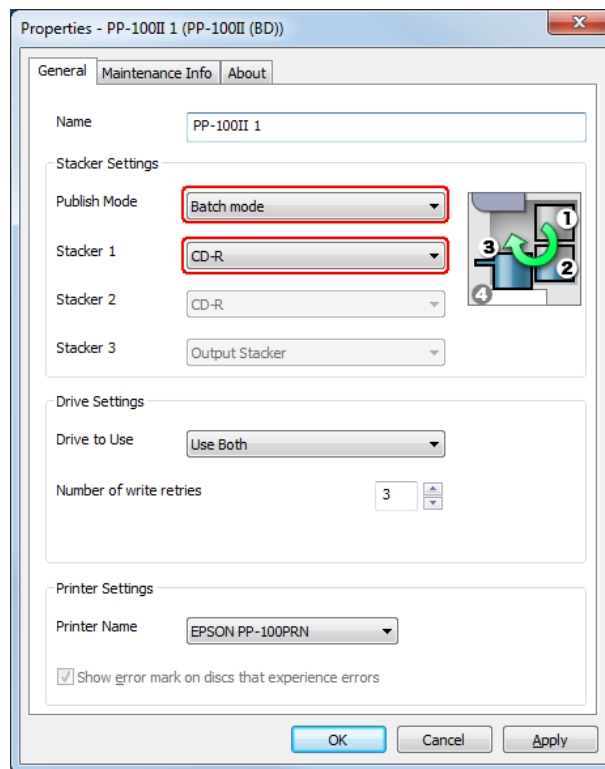 Properties - PP-100II 1 (PP-100II (BD))
General Maintenance Info About
Name PP-100II 1
Stacker Settings
Publish Mode Batch mode
Stacker 1 CD-R
Stacker 2 CD-R
Stacker 3 Output Stacker
1
3
2
4
Drive Settings
Drive to Use Use Both
Number of write retries 3
Printer Settings
Printer Name EPSON PP-100PRN
Show error mark on discs that experience errors
OK Cancel Apply